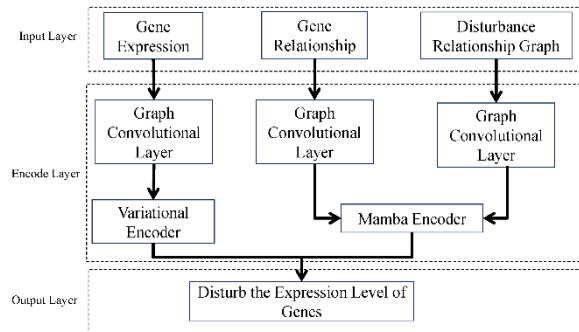 Input Layer
Gene
Expression
Gene
Relationship
Disturbance
Relationship Graph
Encode Layer
Graph
Convolutional
Layer
Graph
Convolutional
Layer
Graph
Convolutional
Layer
Variational
Encoder
Mamba Encoder
Output Layer
Disturb the Expression Level of
Genes